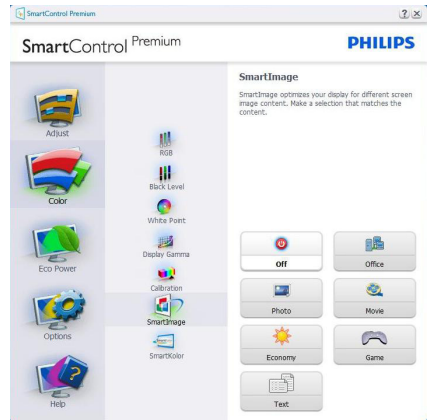 SmartControl Premium
SmartControl Premium
PHILIPS
Adjust
Color
Eco Power
Options
Help
RGB
Black Level
White Point
Display Gamma
Calibration
SmartImage
SmartKolor
SmartImage
SmartImage optimizes your display for different screen
image content. Make a selection that matches the
content.
Off
Office
Photo
Movie
Economy
Game
Text